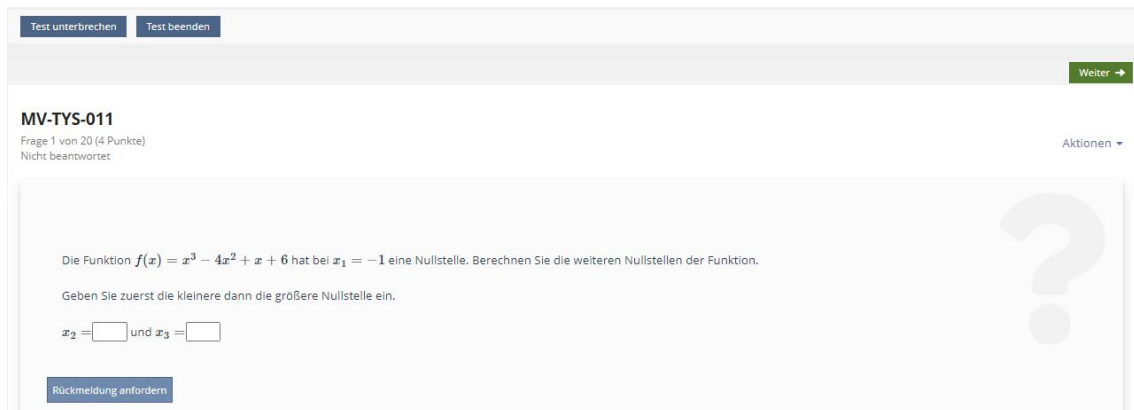 Test unterbrechen Test beenden
Weiter →
MV-TYS-011
Frage 1 von 20 (4 Punkte)
Nicht beantwortet
Aktionen
Die Funktion f(x) = x³ − 4x² + x + 6 hat bei x₁ = −1 eine Nullstelle. Berechnen Sie die weiteren Nullstellen der Funktion.
Geben Sie zuerst die kleinere dann die größere Nullstelle ein.
x₂ = und x₃ =
Rückmeldung anfordern
?